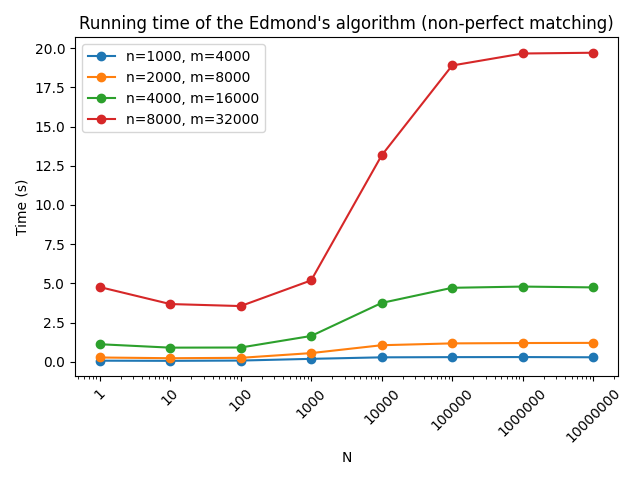 Running time of the Edmond's algorithm (non-perfect matching)
n=1000, m=4000
n=2000, m=8000
n=4000, m=16000
n=8000, m=32000
Time (s)
20.0
17.5
15.0
12.5
10.0
7.5
5.0
2.5
0.0
1
10
100
1000
10000
100000
1000000
10000000
N